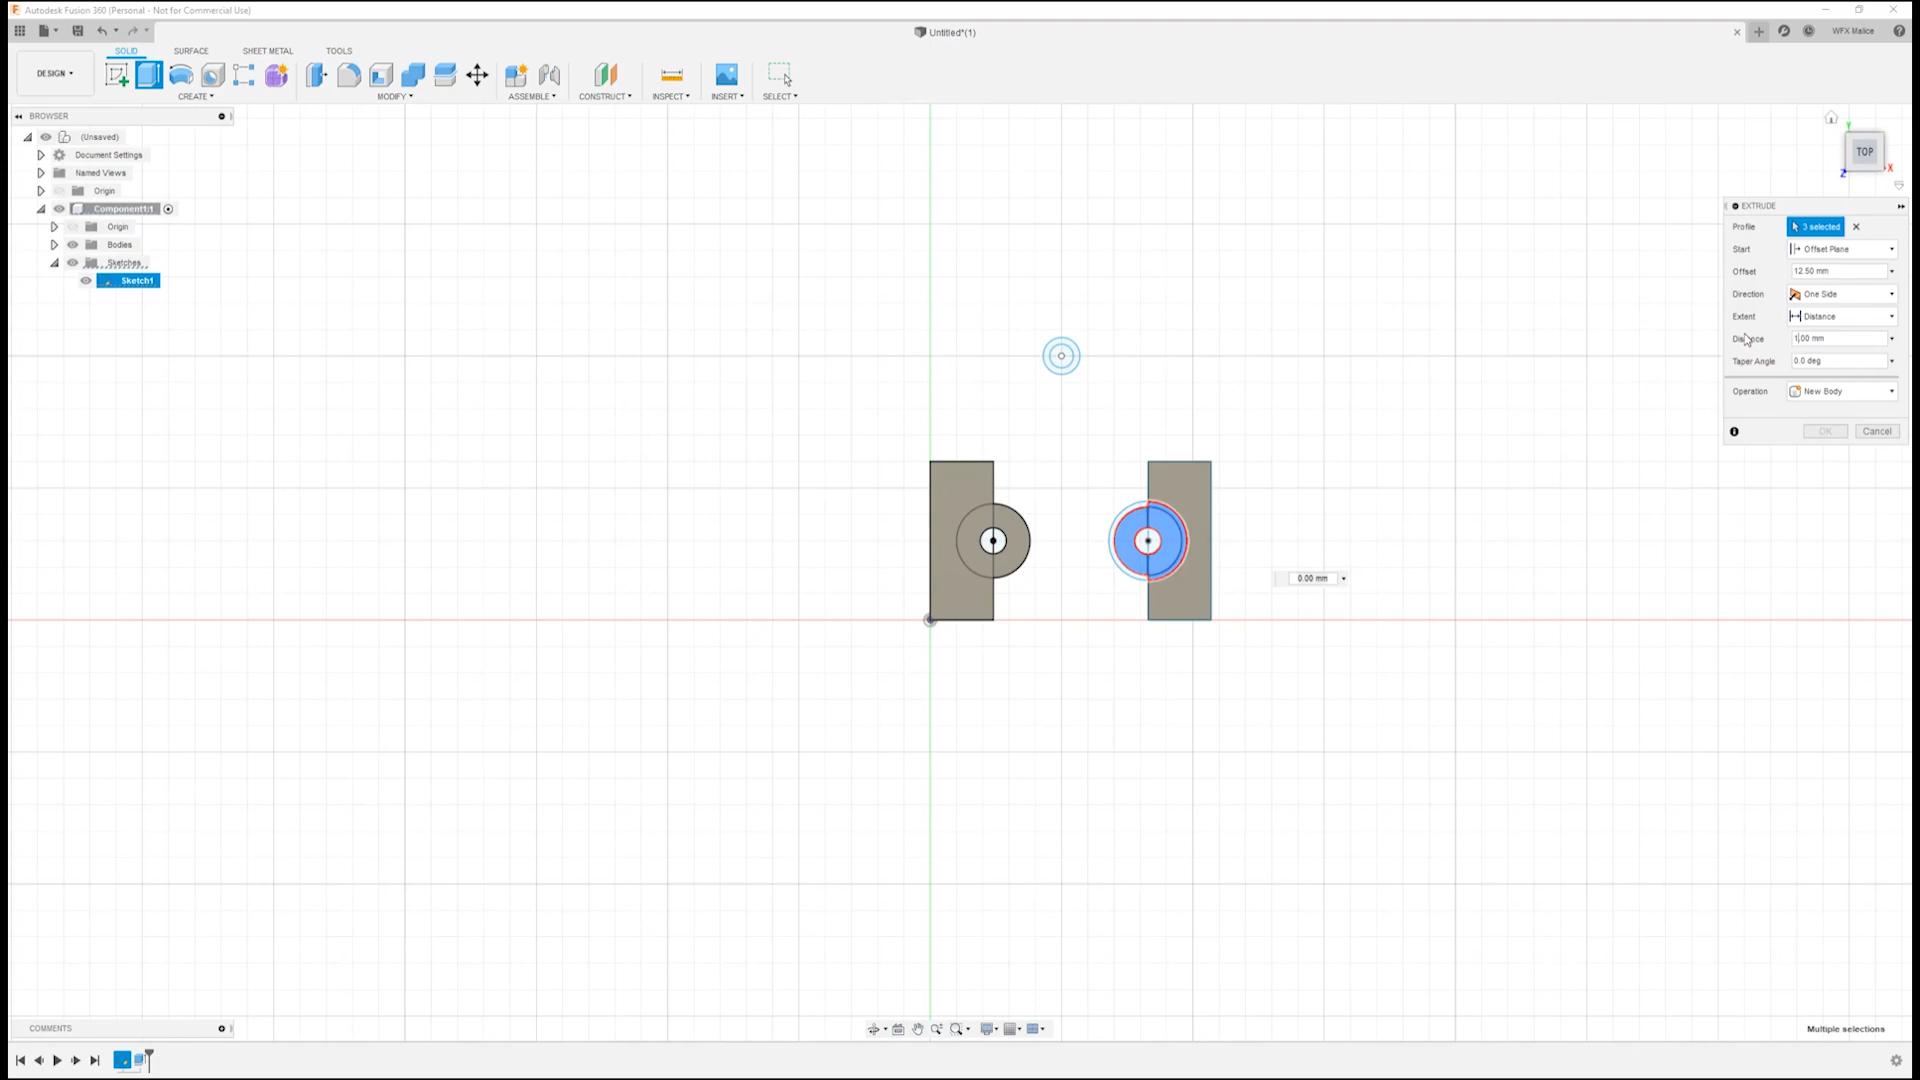 Autodesk Fusion 360 (Personal - Not for Commercial Use)
Untitled*(1)
WFX Malice
DESIGN
SOLID
SURFACE
SHEET METAL
TOOLS
CREATE
MODIFY
ASSEMBLE
CONSTRUCT
INSPECT
INSERT
SELECT
BROWSER
(Unsaved)
Document Settings
Named Views
Origin
Component1:1
Origin
Bodies
Sketches
Sketch1
Y
TOP
X
Z
EXTRUDE
Profile 3 selected
Start Offset Plane
Offset 12.50 mm
Direction One Side
Extent Distance
Distance 1.00 mm
Taper Angle 0.0 deg
Operation New Body
OK Cancel
0.00 mm
COMMENTS
Multiple selections